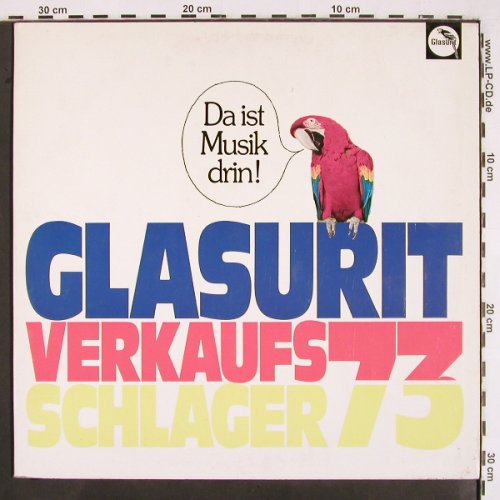 30 cm
20 cm
10 cm
Glasurit
www.LP-CD.de
10 cm
20 cm
30 cm
Da ist
Musik
drin!
GLASURIT
VERKAUFS
SCHLAGER 73